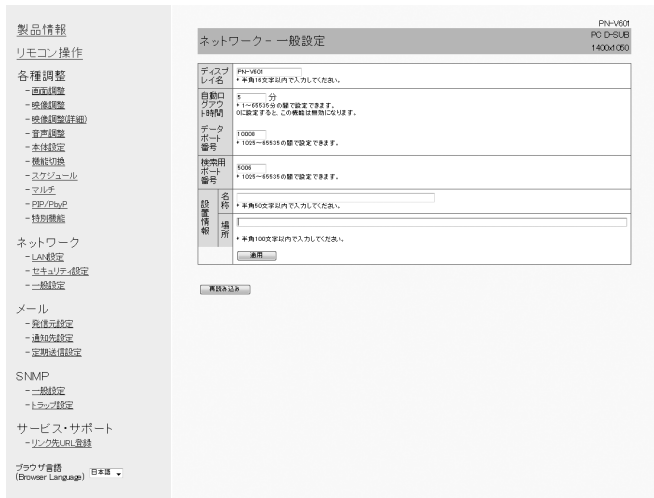 製品情報
リモコン操作
各種調整
－画面調整
－映像調整
－映像調整(詳細)
－音声調整
－本体設定
－機能切換
－スケジュール
－マルチ
－PIP/PbyP
－特別機能
ネットワーク
－LAN設定
－セキュリティ設定
－一般設定
メール
－発信元設定
－通知先設定
－定期送信設定
SNMP
－一般設定
－トラップ設定
サービス・サポート
－リンク先URL登録
ブラウザ言語
(Browser Language)
日本語
PN-V601
ネットワーク - 一般設定
PC D-SUB
1400x1050
ディスプ
レイ名
PN-V601
* 半角16文字以内で入力してください。
自動ロ
グアウ
ト時間
5 分
* 1～65535分の間で設定できます。
0に設定すると、この機能は無効になります。
データ
ポート
番号
10008
* 1025～65535の間で設定できます。
検索用
ポート
番号
5006
* 1025～65535の間で設定できます。
設置情報
名称
* 半角50文字以内で入力してください。
場所
* 半角100文字以内で入力してください。
適用
再読み込み